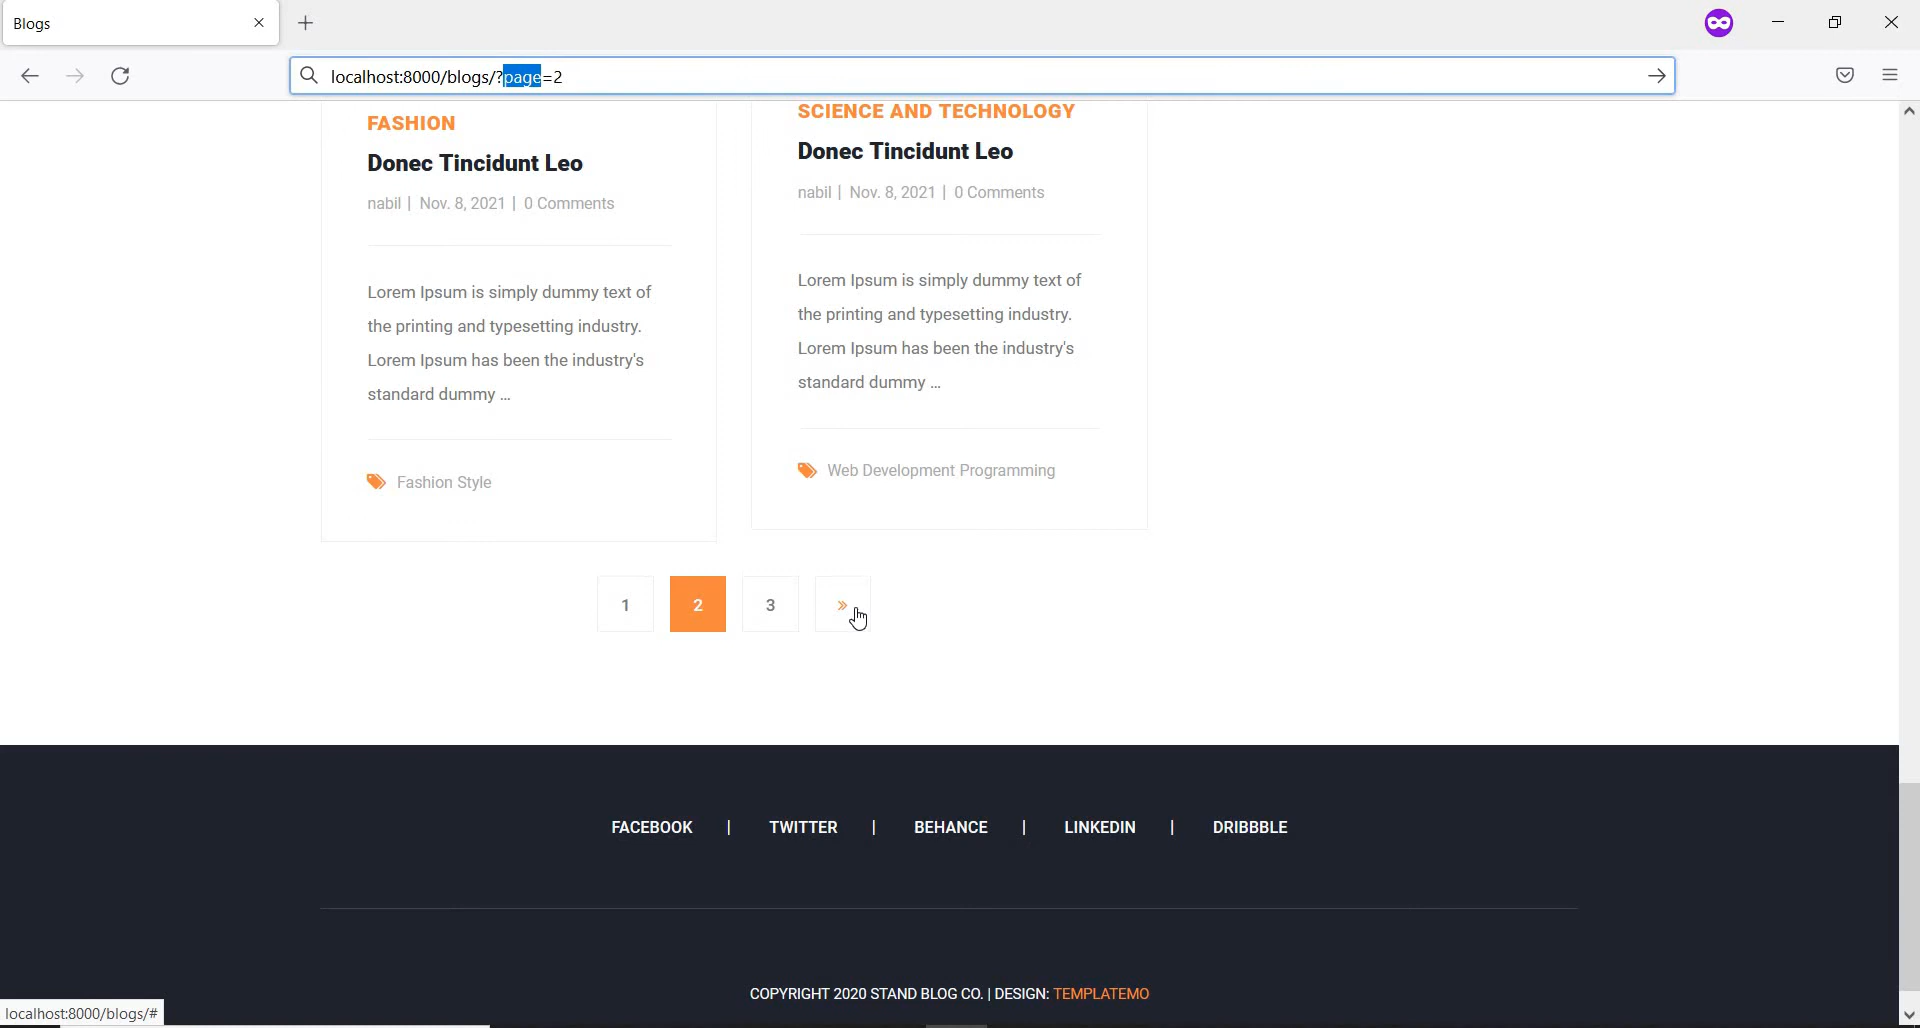 Blogs
localhost:8000/blogs/?page=2
FASHION
Donec Tincidunt Leo
nabil | Nov. 8, 2021 | 0 Comments
Lorem Ipsum is simply dummy text of
the printing and typesetting industry.
Lorem Ipsum has been the industry's
standard dummy ...
Fashion Style
SCIENCE AND TECHNOLOGY
Donec Tincidunt Leo
nabil | Nov. 8, 2021 | 0 Comments
Lorem Ipsum is simply dummy text of
the printing and typesetting industry.
Lorem Ipsum has been the industry's
standard dummy ...
Web Development Programming
1 2 3 »
FACEBOOK | TWITTER | BEHANCE | LINKEDIN | DRIBBBLE
COPYRIGHT 2020 STAND BLOG CO. | DESIGN: TEMPLATEMO
localhost:8000/blogs/#